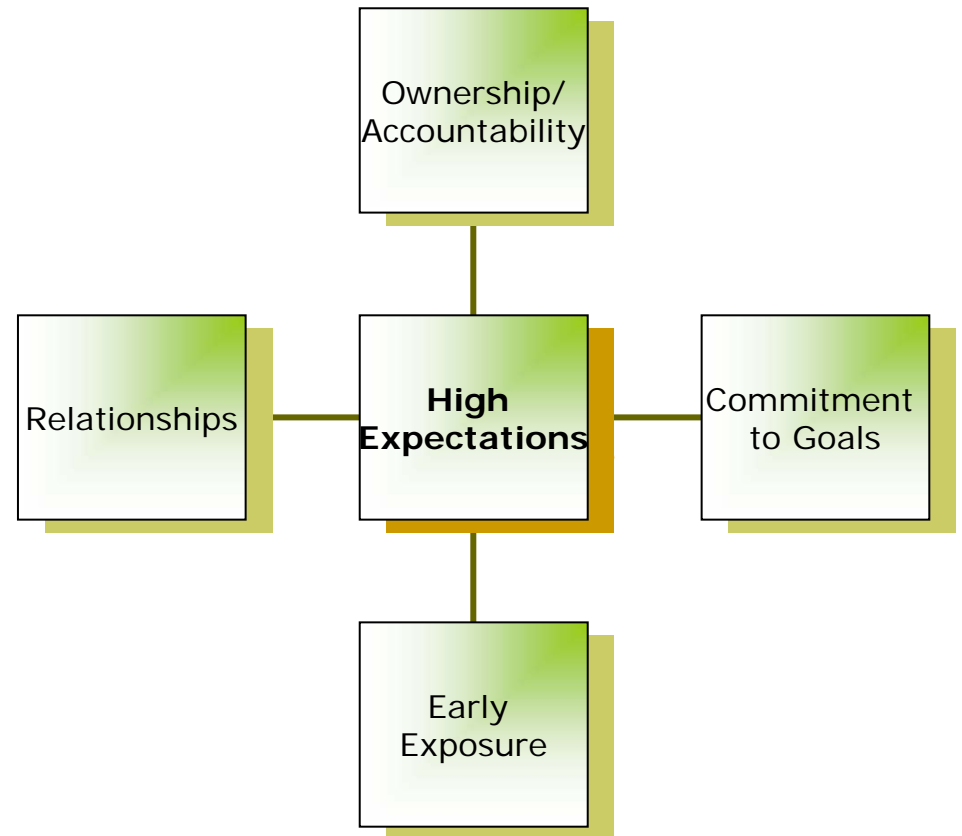 Ownership/
Accountability
Relationships
High
Expectations
Commitment
to Goals
Early
Exposure